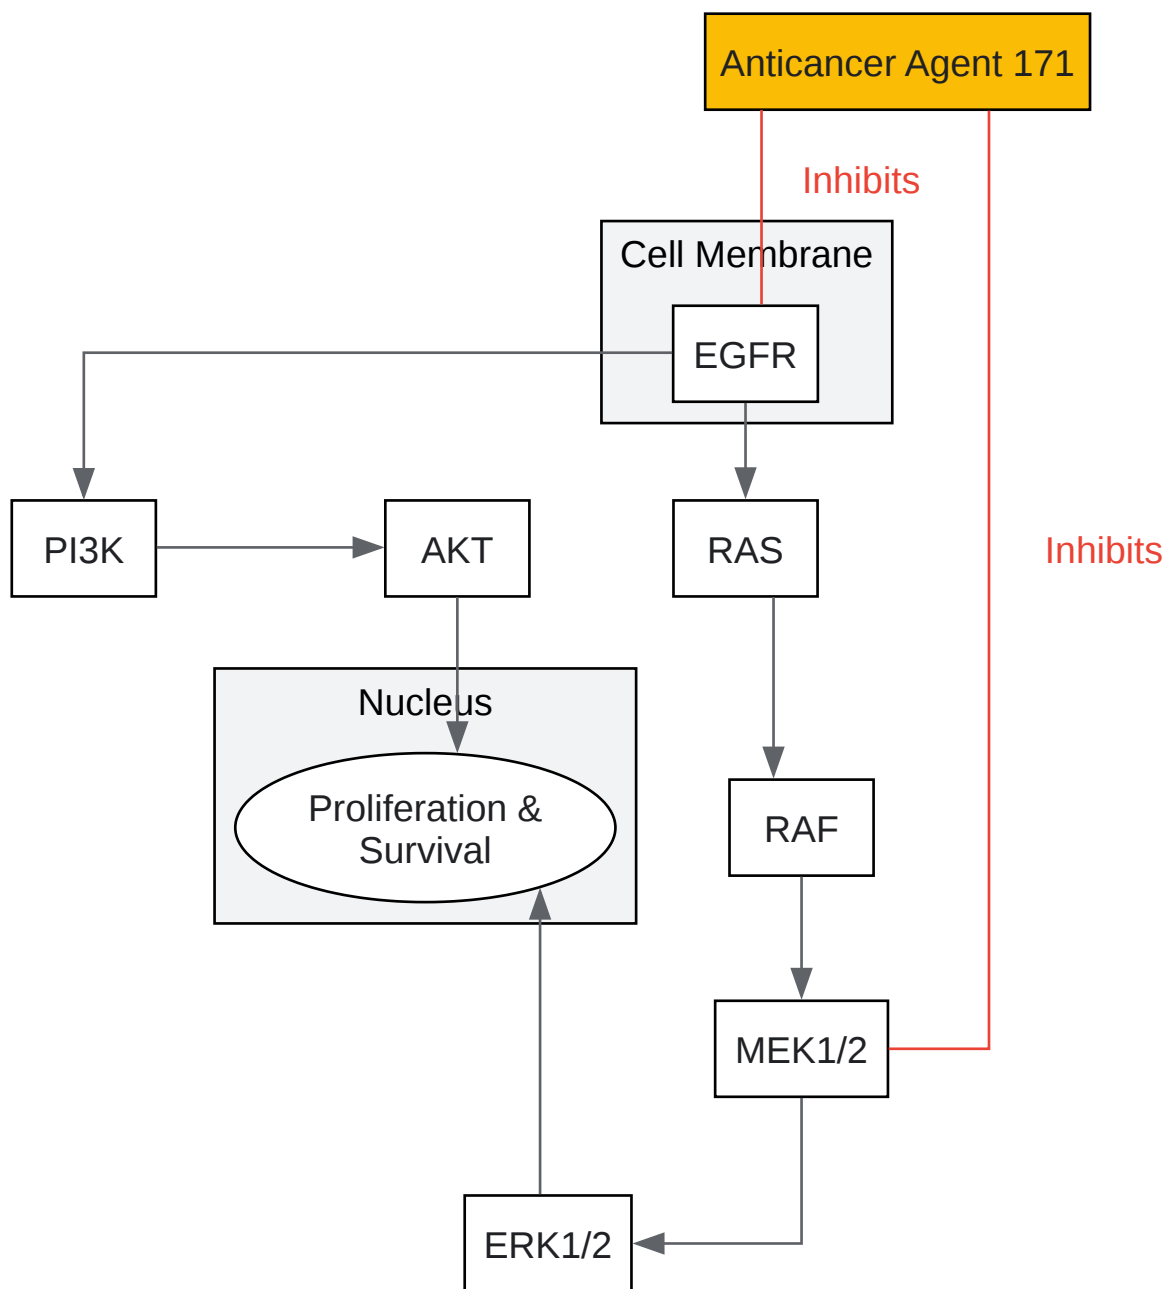 Anticancer Agent 171
Inhibits
Cell Membrane
EGFR
PI3K
AKT
RAS
Inhibits
Nucleus
Proliferation &
Survival
RAF
MEK1/2
ERK1/2